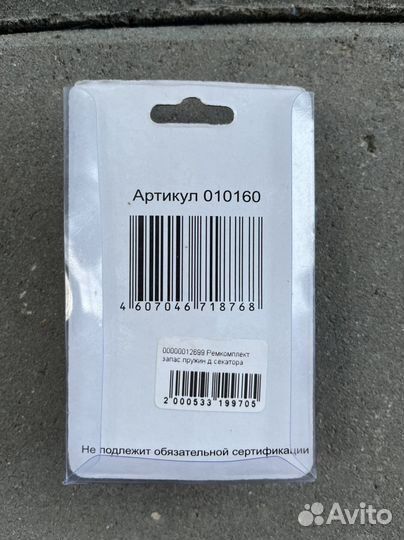 Артикул 010160
4 607046 718768
00000012699 Ремкомплект
запас пружин д.секатора
2 000533 199705
Не подлежит обязательной сертификации
Avito